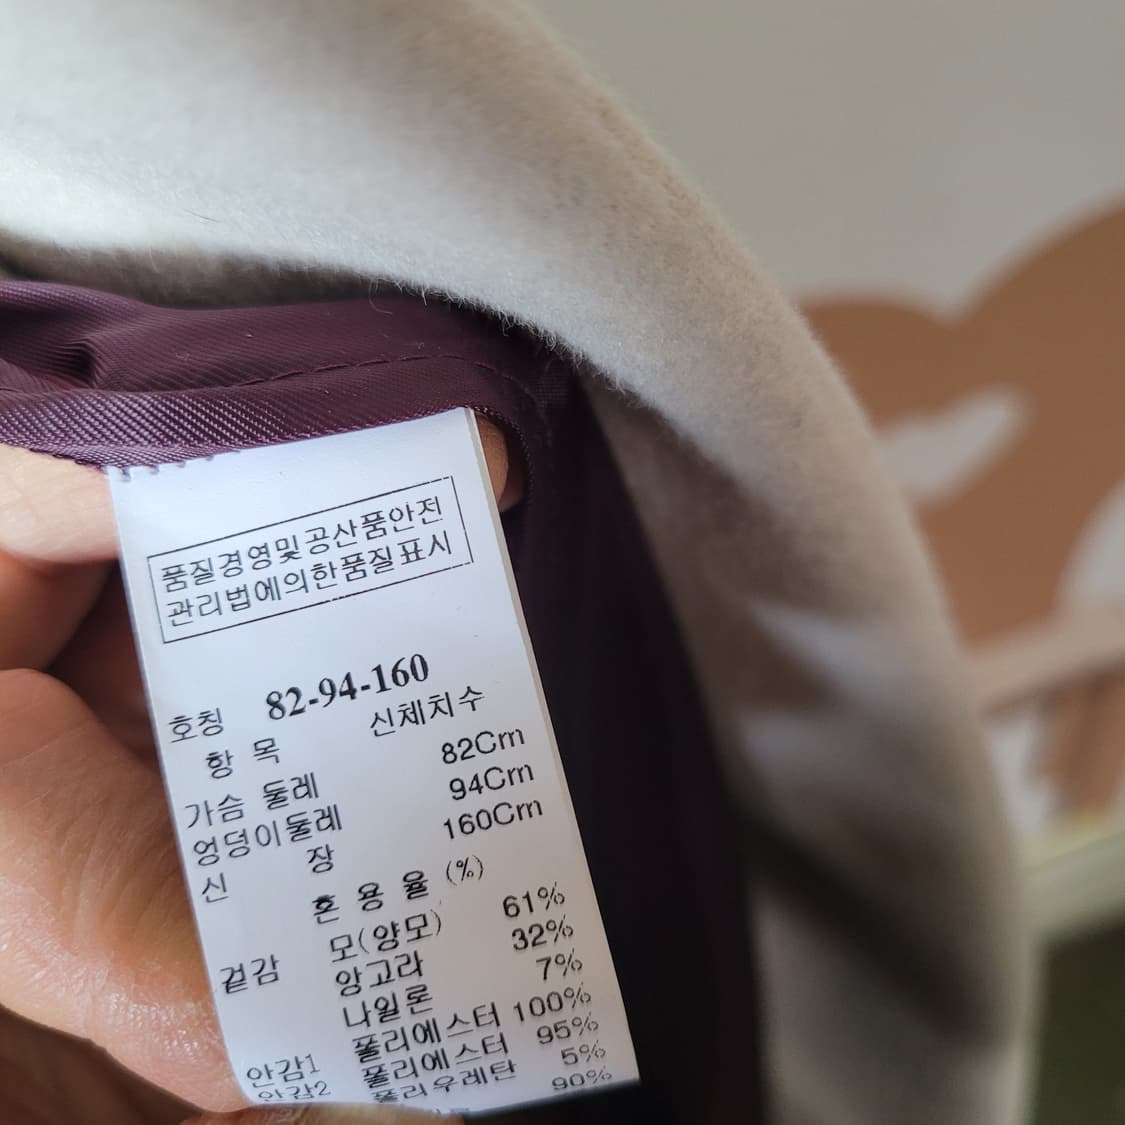 품질경영및공산품안전
관리법에의한품질표시
호칭 82-94-160
항 목 신체치수
가슴 둘레 82Cm
엉덩이둘레 94Cm
신 장 160Cm
혼 용 율 (%)
겉감 모(양모) 61%
앙고라 32%
나일론 7%
안감1 폴리에스터 100%
안감2 폴리에스터 95%
폴리우레탄 5%
90%